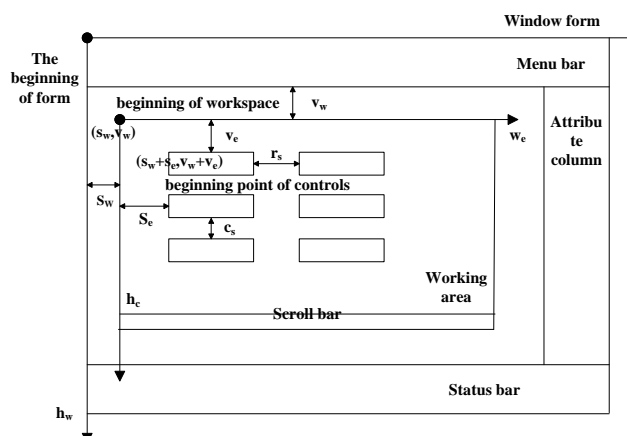 Window form
The
beginning
of form
Menu bar
beginning of workspace
v_w
(s_w,v_w)
v_e
w_e
Attribu
te
column
(s_w+s_e,v_w+v_e)
r_s
beginning point of controls
S_w
S_e
c_s
h_c
Working
area
Scroll bar
Status bar
h_w